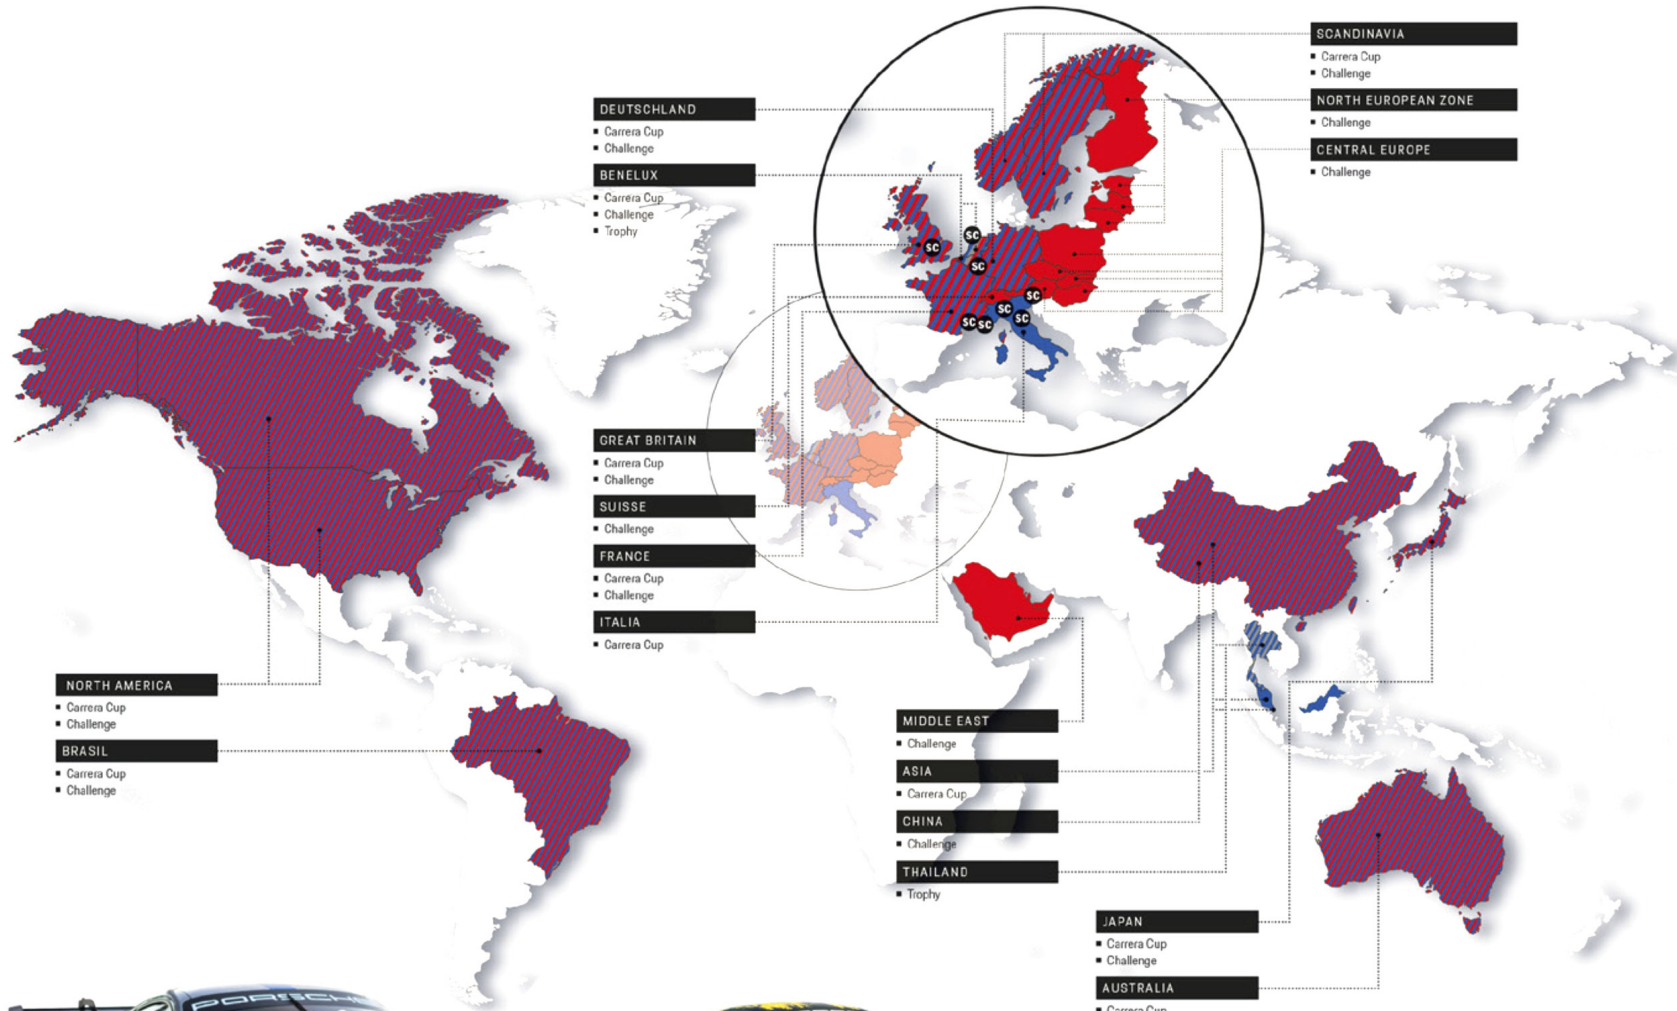 SCANDINAVIA
Carrera Cup
Challenge
NORTH EUROPEAN ZONE
Challenge
CENTRAL EUROPE
Challenge
DEUTSCHLAND
Carrera Cup
Challenge
BENELUX
Carrera Cup
Challenge
Trophy
SC
SC
SC
SC
SC
SC
SC
SC
GREAT BRITAIN
Carrera Cup
Challenge
SUISSE
Challenge
FRANCE
Carrera Cup
Challenge
ITALIA
Carrera Cup
NORTH AMERICA
Carrera Cup
Challenge
BRASIL
Carrera Cup
Challenge
MIDDLE EAST
Challenge
ASIA
Carrera Cup
CHINA
Challenge
THAILAND
Trophy
JAPAN
Carrera Cup
Challenge
AUSTRALIA
Carrera Cup
PORSCHE